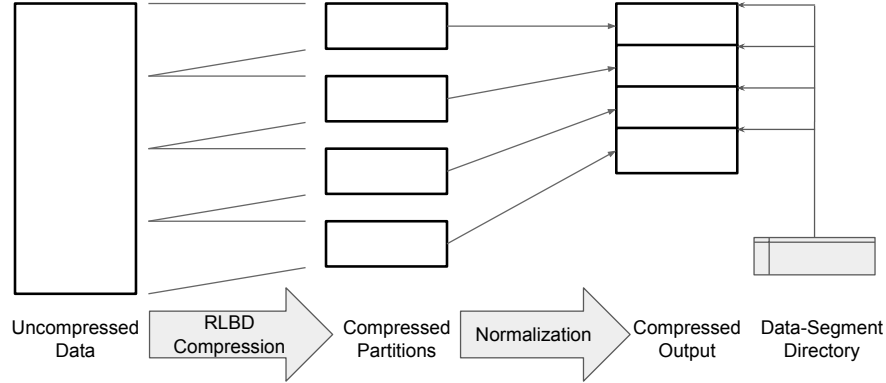 Uncompressed
Data
RLBD
Compression
Compressed
Partitions
Normalization
Compressed
Output
Data-Segment
Directory